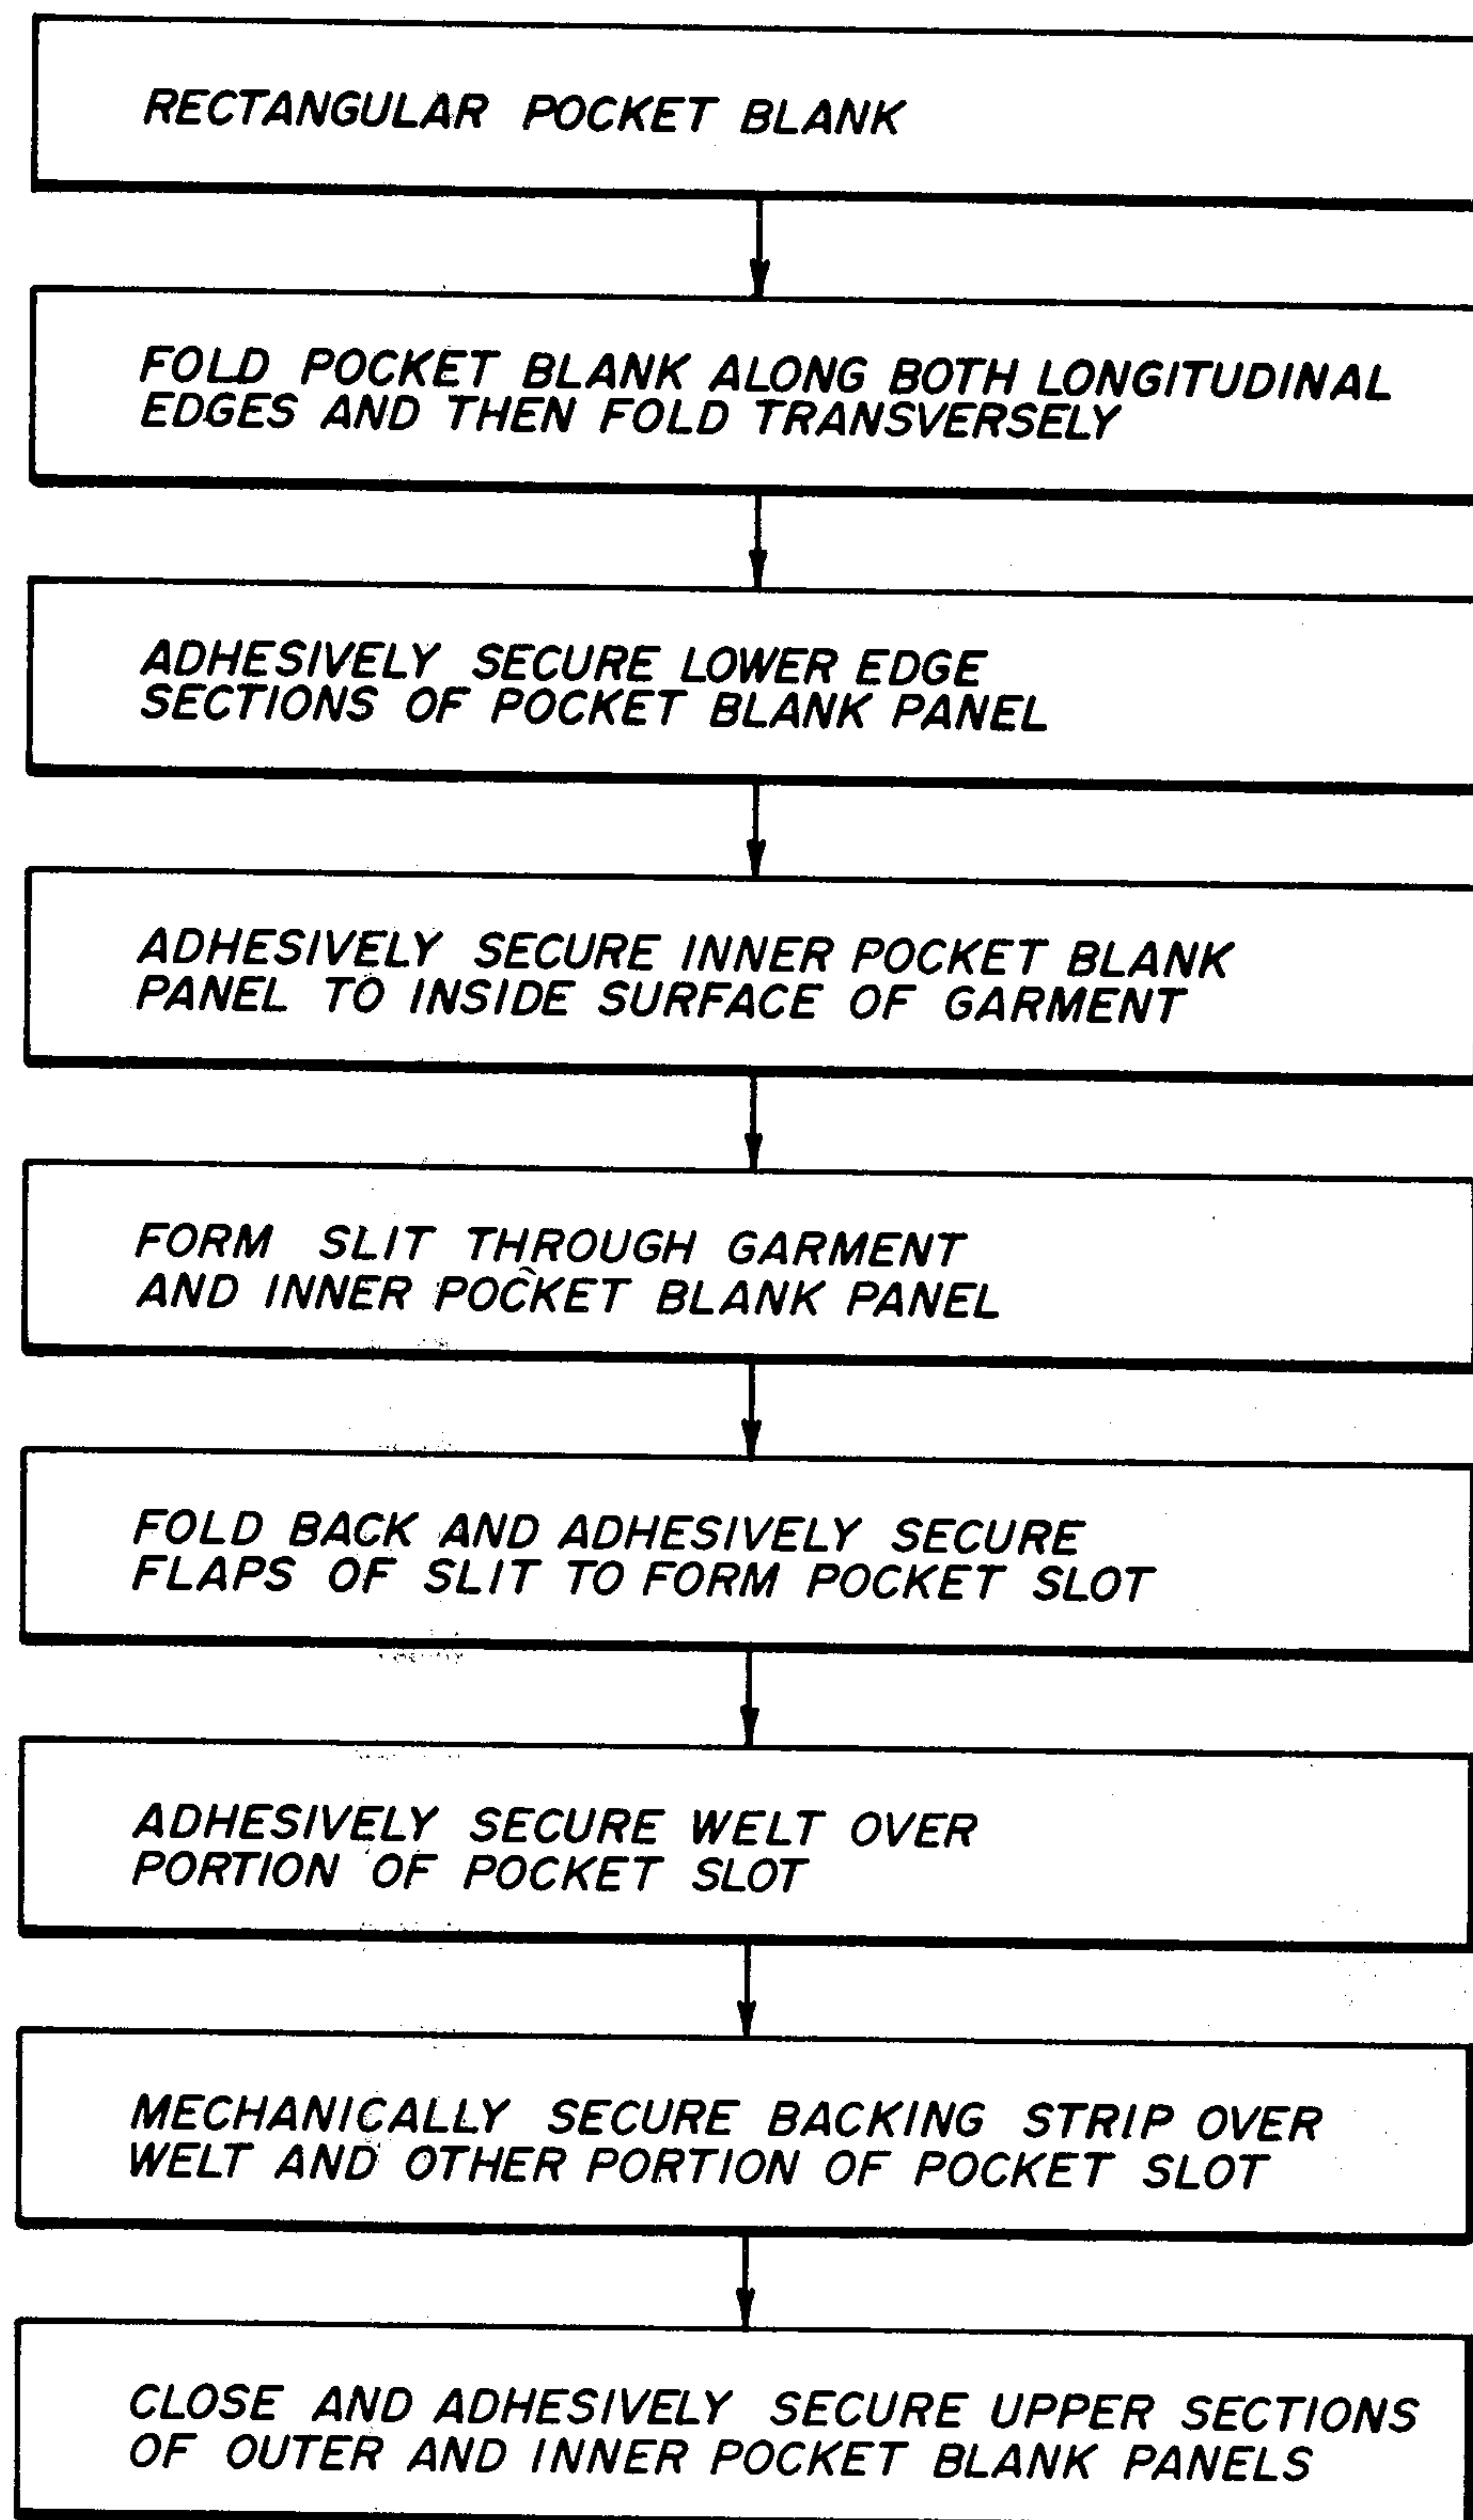 RECTANGULAR POCKET BLANK
FOLD POCKET BLANK ALONG BOTH LONGITUDINAL
EDGES AND THEN FOLD TRANSVERSELY
ADHESIVELY SECURE LOWER EDGE
SECTIONS OF POCKET BLANK PANEL
ADHESIVELY SECURE INNER POCKET BLANK
PANEL TO INSIDE SURFACE OF GARMENT
FORM SLIT THROUGH GARMENT
AND INNER POCKET BLANK PANEL
FOLD BACK AND ADHESIVELY SECURE
FLAPS OF SLIT TO FORM POCKET SLOT
ADHESIVELY SECURE WELT OVER
PORTION OF POCKET SLOT
MECHANICALLY SECURE BACKING STRIP OVER
WELT AND OTHER PORTION OF POCKET SLOT
CLOSE AND ADHESIVELY SECURE UPPER SECTIONS
OF OUTER AND INNER POCKET BLANK PANELS